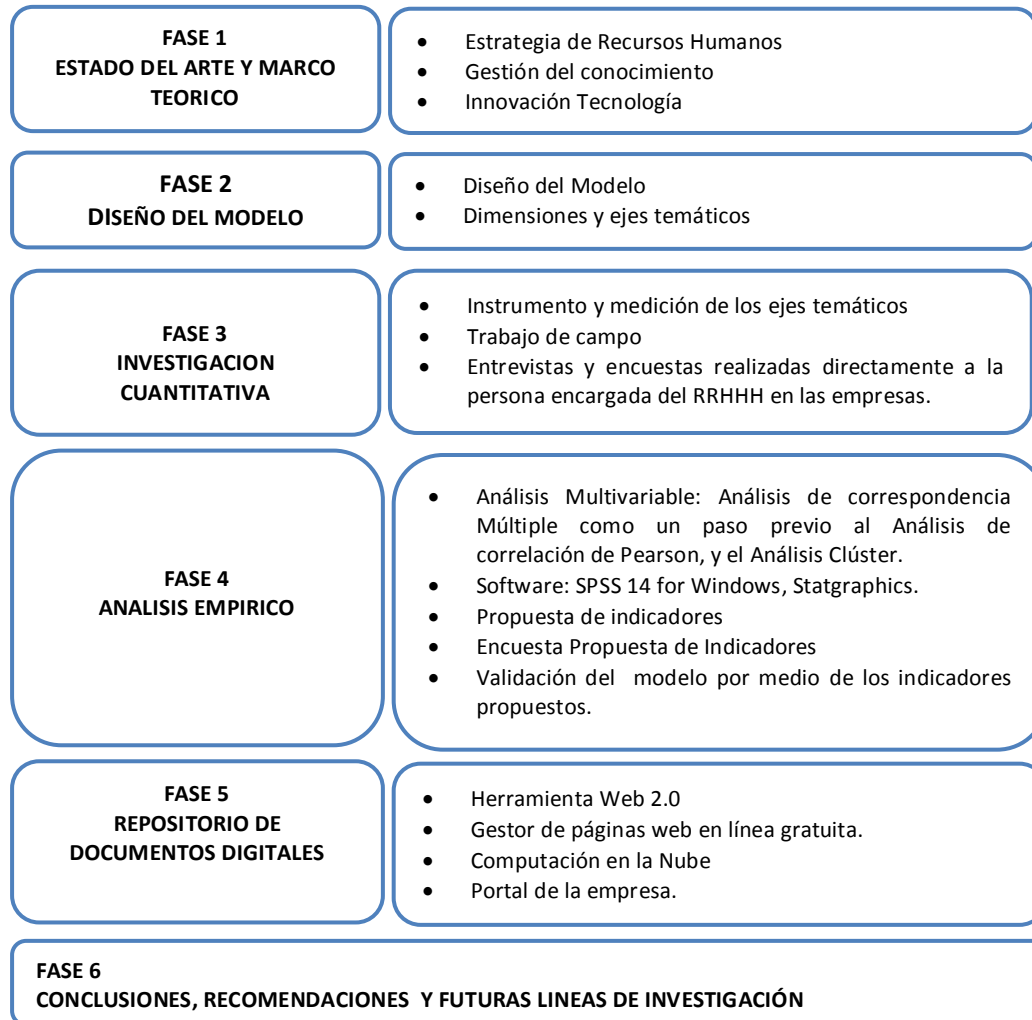 FASE 1
ESTADO DEL ARTE Y MARCO
TEORICO
• Estrategia de Recursos Humanos
• Gestión del conocimiento
• Innovación Tecnología
FASE 2
DISEÑO DEL MODELO
• Diseño del Modelo
• Dimensiones y ejes temáticos
FASE 3
INVESTIGACION
CUANTITATIVA
• Instrumento y medición de los ejes temáticos
• Trabajo de campo
• Entrevistas y encuestas realizadas directamente a la
persona encargada del RRHHH en las empresas.
FASE 4
ANALISIS EMPIRICO
• Análisis Multivariable: Análisis de correspondencia
Múltiple como un paso previo al Análisis de
correlación de Pearson, y el Análisis Clúster.
• Software: SPSS 14 for Windows, Statgraphics.
• Propuesta de indicadores
• Encuesta Propuesta de Indicadores
• Validación del modelo por medio de los indicadores
propuestos.
FASE 5
REPOSITORIO DE
DOCUMENTOS DIGITALES
• Herramienta Web 2.0
• Gestor de páginas web en línea gratuita.
• Computación en la Nube
• Portal de la empresa.
FASE 6
CONCLUSIONES, RECOMENDACIONES Y FUTURAS LINEAS DE INVESTIGACIÓN